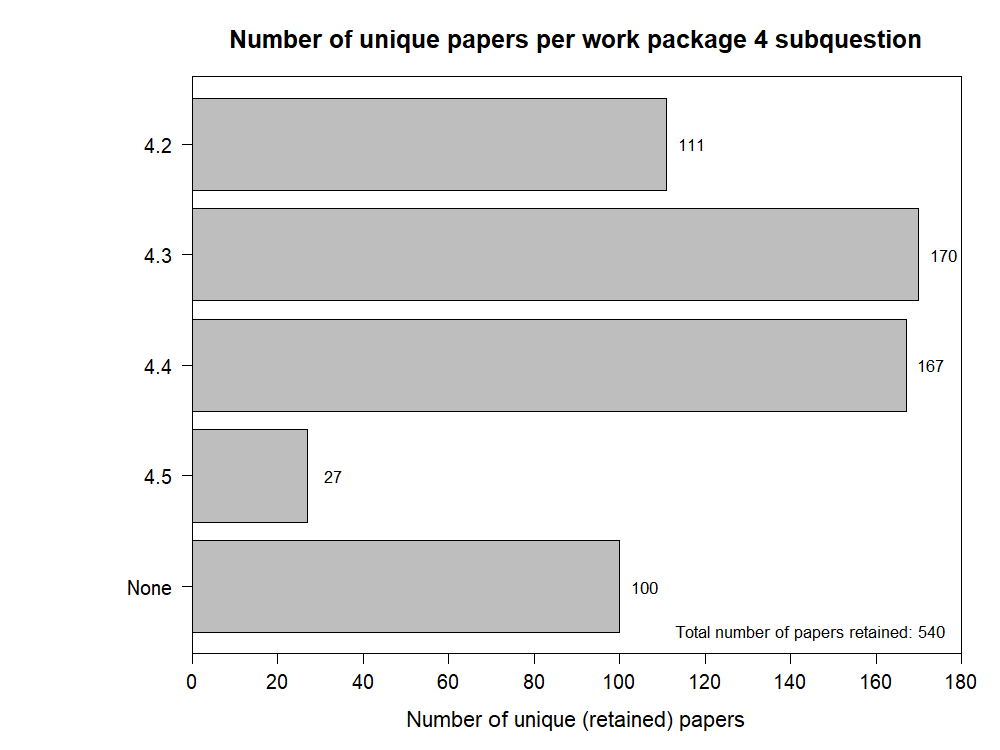 Number of unique papers per work package 4 subquestion
4.2
111
4.3
170
4.4
167
4.5
27
None
100
Total number of papers retained: 540
0 20 40 60 80 100 120 140 160 180
Number of unique (retained) papers